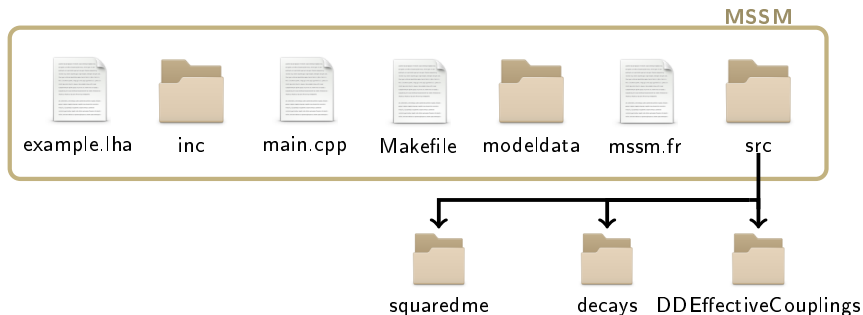 MSSM
example.lha inc main.cpp Makefile modeldata mssm.fr src
squaredme decays DDEffectiveCouplings